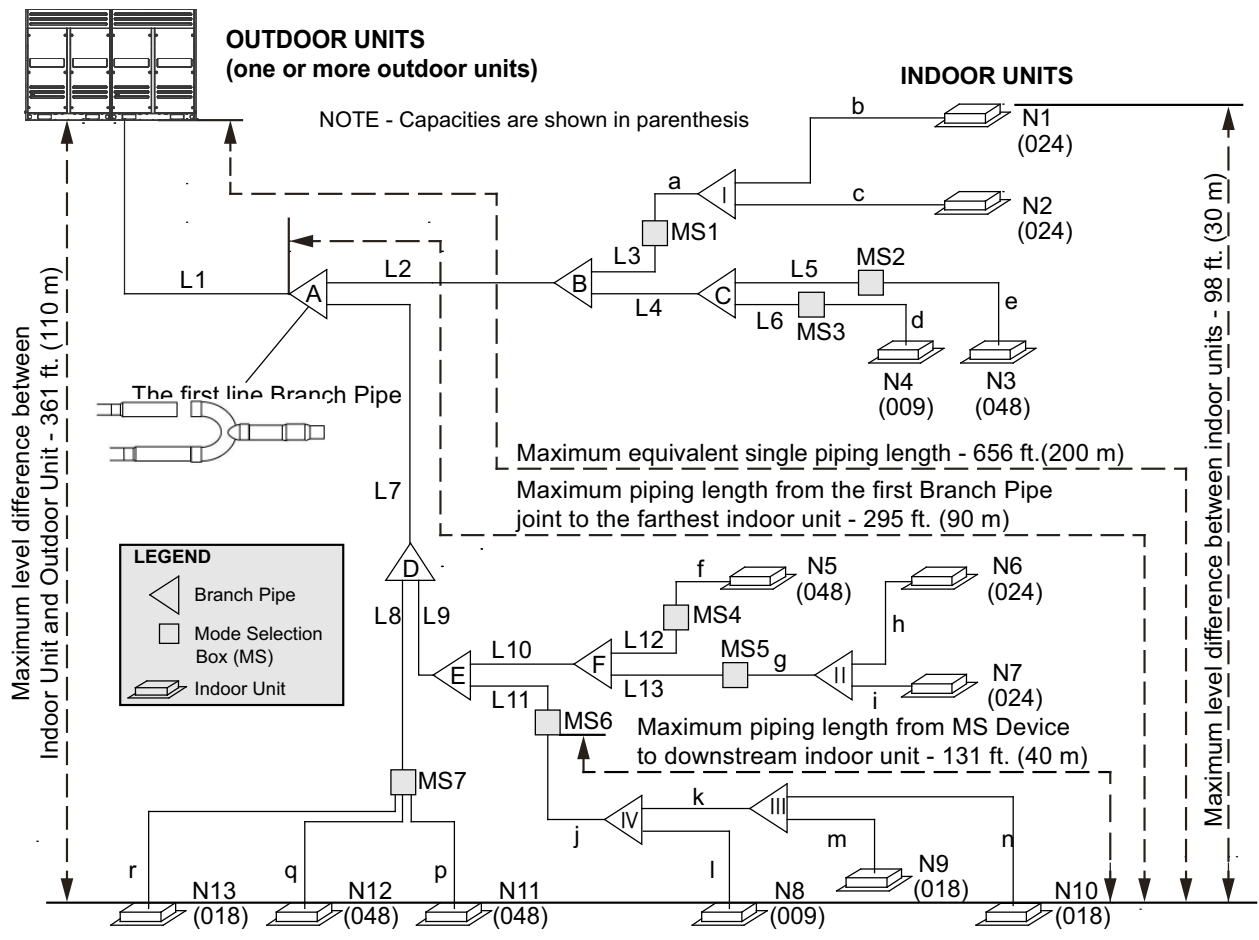 OUTDOOR UNITS
(one or more outdoor units)
INDOOR UNITS
NOTE - Capacities are shown in parenthesis
b
N1
(024)
a
I
c
N2
(024)
MS1
L3
L1
A
L2
B
L4
C
L5
MS2
L6
MS3
d
e
N4
(009)
N3
(048)
The first line Branch Pipe
Maximum equivalent single piping length - 656 ft.(200 m)
Maximum piping length from the first Branch Pipe
joint to the farthest indoor unit - 295 ft. (90 m)
L7
D
L8
L9
LEGEND
Branch Pipe
Mode Selection
Box (MS)
Indoor Unit
f
N5
(048)
N6
(024)
MS4
h
L10
L12
E
F
MS5
g
II
L13
L11
i
N7
(024)
MS6
Maximum piping length from MS Device
to downstream indoor unit - 131 ft. (40 m)
MS7
k
III
IV
j
m
n
r
q
p
l
N9
(018)
N13
(018)
N12
(048)
N11
(048)
N8
(009)
N10
(018)
Maximum level difference between
Indoor Unit and Outdoor Unit - 361 ft. (110 m)
Maximum level difference between indoor units - 98 ft. (30 m)